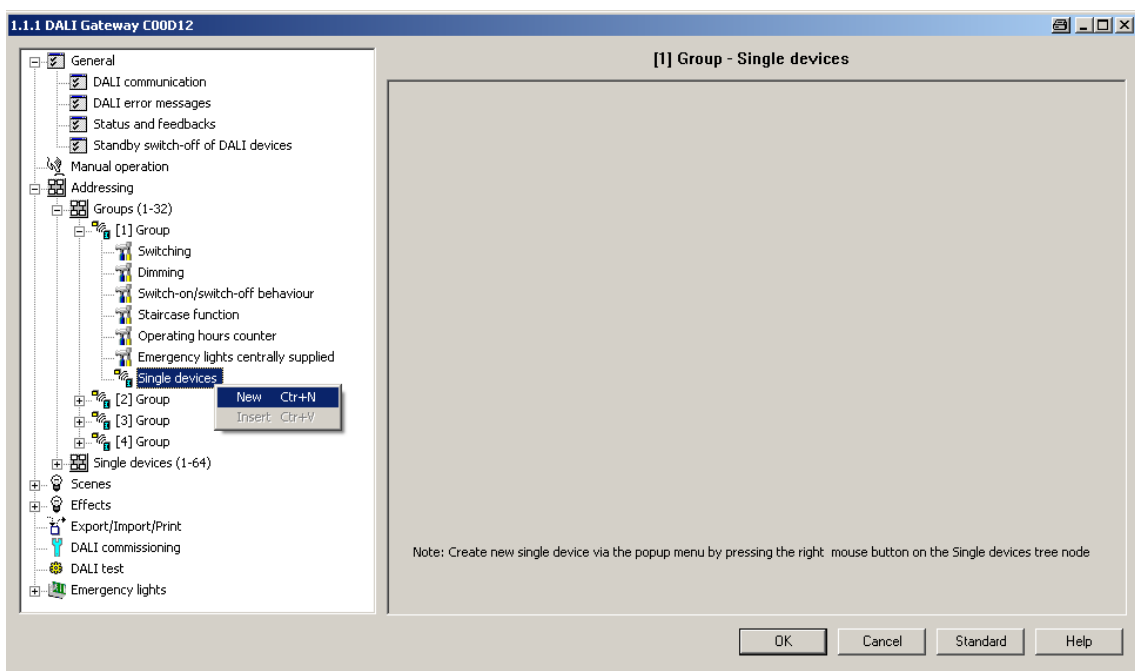 1.1.1 DALI Gateway C00D12
General
DALI communication
DALI error messages
Status and feedbacks
Standby switch-off of DALI devices
Manual operation
Addressing
Groups (1-32)
[1] Group
Switching
Dimming
Switch-on/switch-off behaviour
Staircase function
Operating hours counter
Emergency lights centrally supplied
Single devices
New Ctr+N
Insert Ctr+V
[2] Group
[3] Group
[4] Group
Single devices (1-64)
Scenes
Effects
Export/Import/Print
DALI commissioning
DALI test
Emergency lights
[1] Group - Single devices
Note: Create new single device via the popup menu by pressing the right mouse button on the Single devices tree node
OK Cancel Standard Help